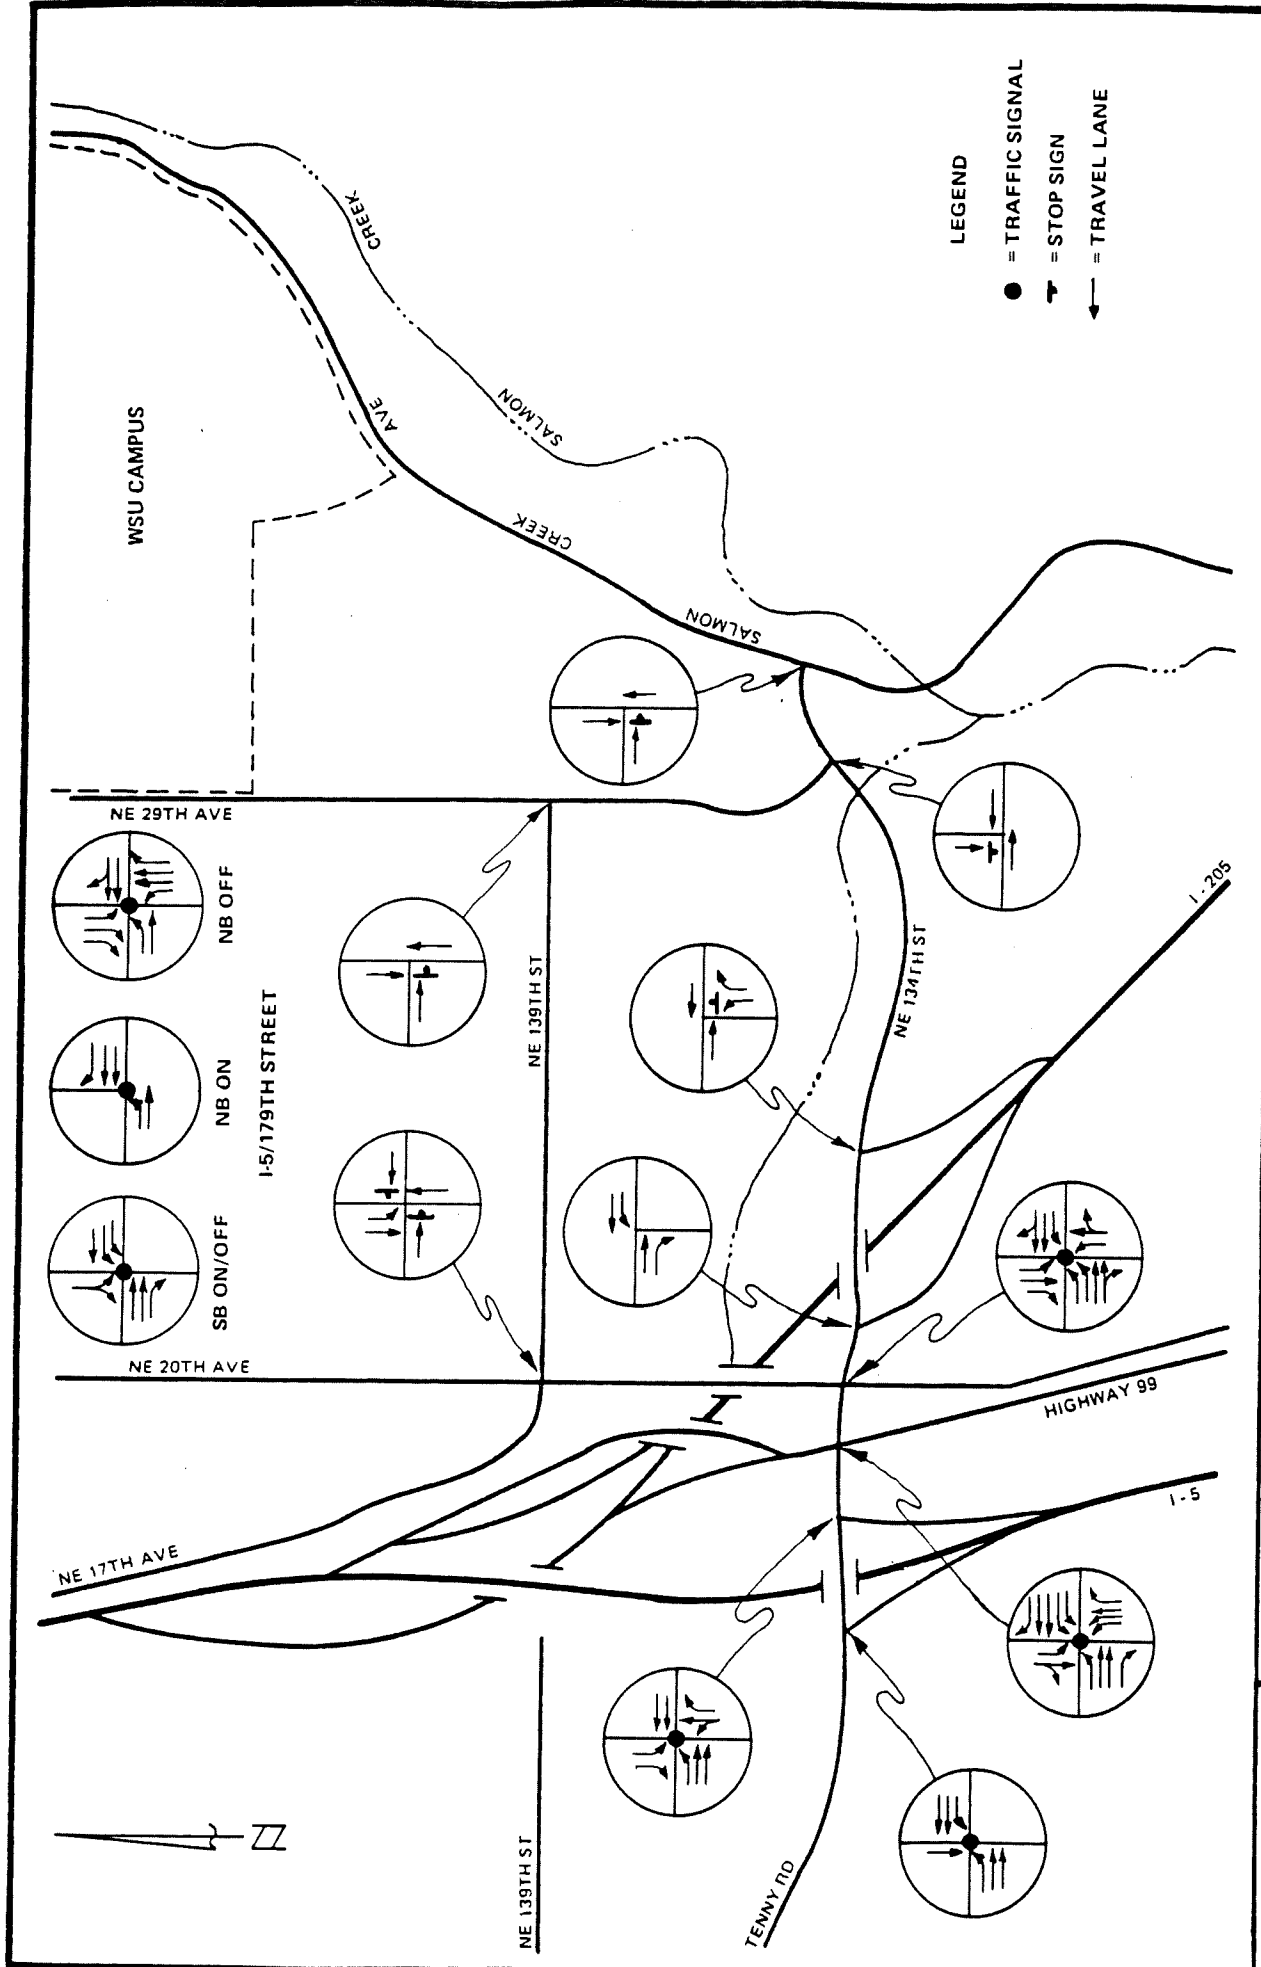 WSU CAMPUS
CREEK
AVE
SALMON
CREEK
SALMON
LEGEND
= TRAFFIC SIGNAL
= STOP SIGN
= TRAVEL LANE
NE 29TH AVE
NB OFF
NB ON
SB ON/OFF
I-5/179TH STREET
NE 20TH AVE
NE 139TH ST
NE 134TH ST
I-205
HIGHWAY 99
I-5
NE 17TH AVE
NE 139TH ST
TENNY RD
N